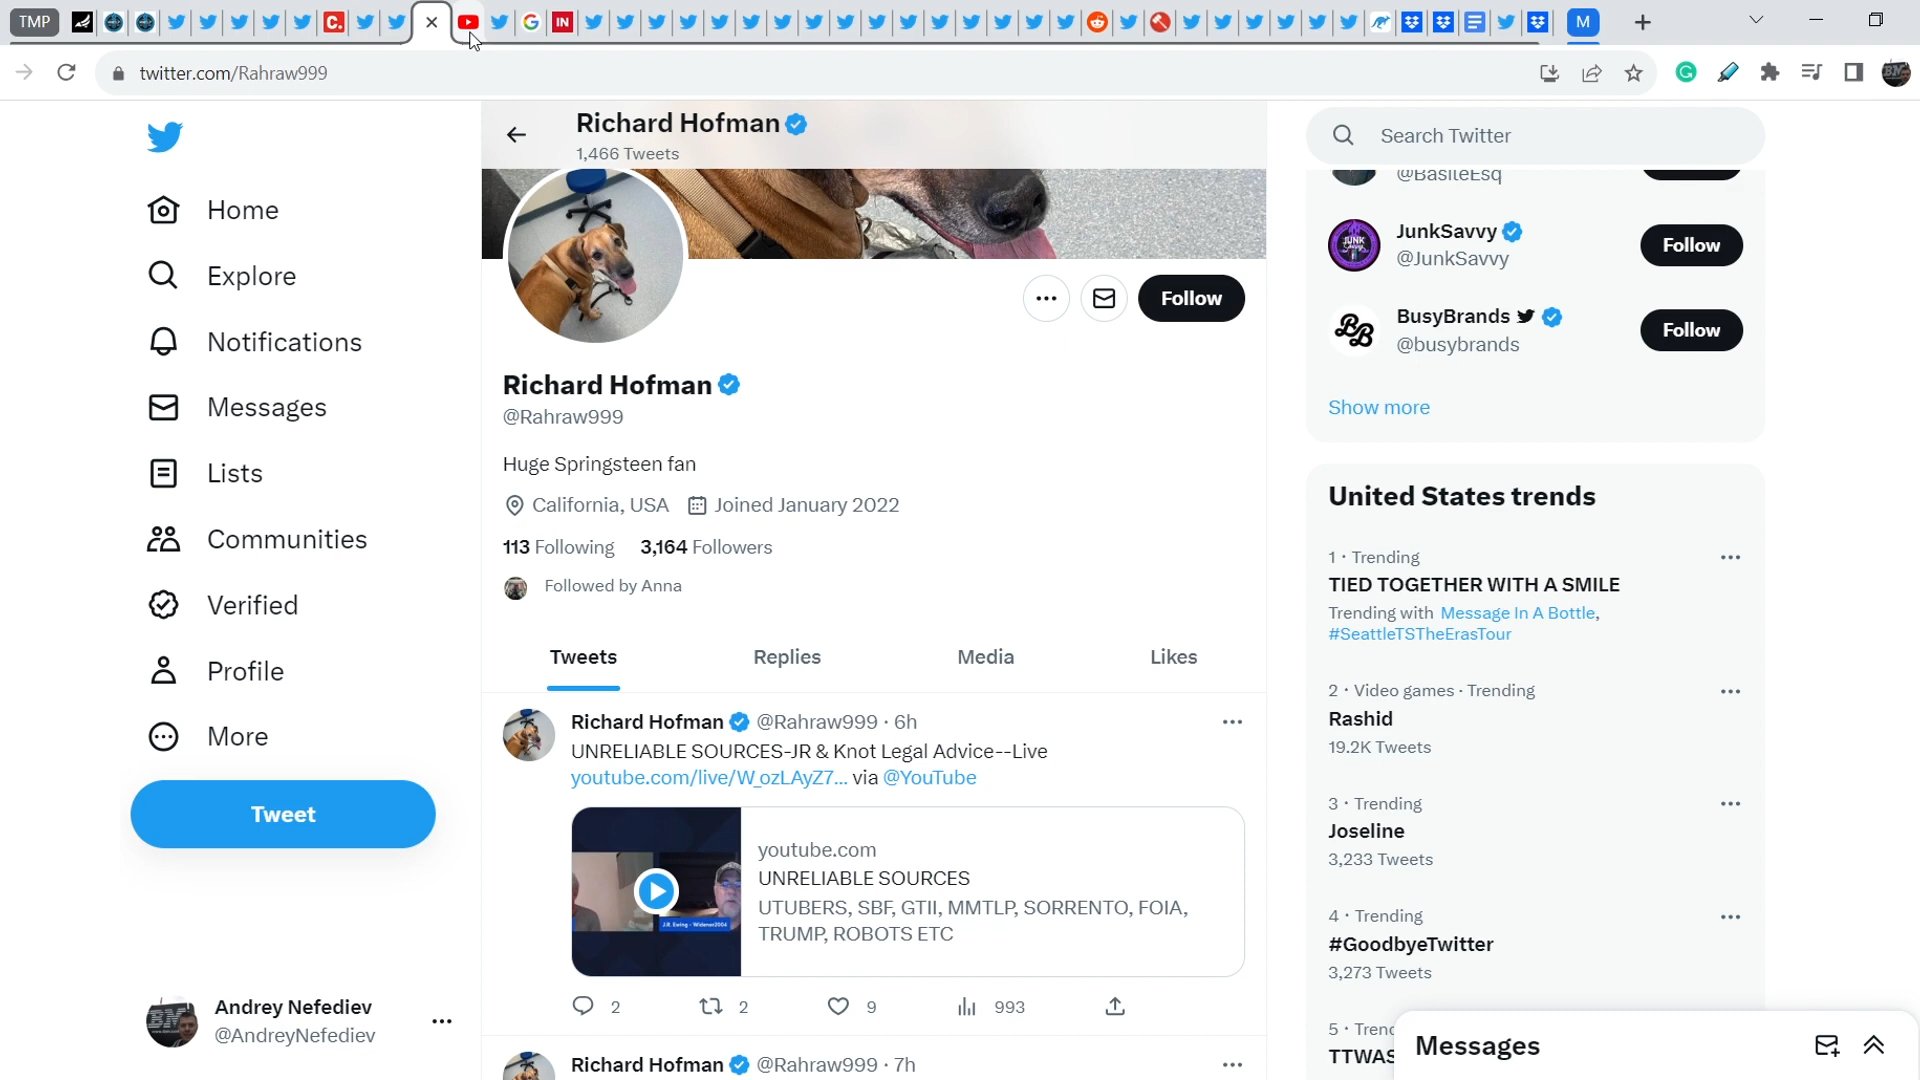 TMP
M
twitter.com/Rahraw999
Home
Explore
Notifications
Messages
Lists
Communities
Verified
Profile
More
Tweet
Andrey Nefediev
@AndreyNefediev
Richard Hofman
1,466 Tweets
Follow
Richard Hofman
@Rahraw999
Huge Springsteen fan
California, USA Joined January 2022
113 Following 3,164 Followers
Followed by Anna
Tweets Replies Media Likes
Richard Hofman @Rahraw999 · 6h
UNRELIABLE SOURCES-JR & Knot Legal Advice--Live
youtube.com/live/W_ozLAyZ7... via @YouTube
J.R. Ewing - Widener2004
youtube.com
UNRELIABLE SOURCES
UTUBERS, SBF, GTII, MMTLP, SORRENTO, FOIA,
TRUMP, ROBOTS ETC
2 2 9 993
Richard Hofman @Rahraw999 · 7h
Search Twitter
@BasileEsq
JunkSavvy
@JunkSavvy
Follow
BusyBrands
@busybrands
Follow
Show more
United States trends
1 · Trending
TIED TOGETHER WITH A SMILE
Trending with Message In A Bottle,
#SeattleTSTheErasTour
2 · Video games · Trending
Rashid
19.2K Tweets
3 · Trending
Joseline
3,233 Tweets
4 · Trending
#GoodbyeTwitter
3,273 Tweets
5 · Trenc
TTWAS
Messages